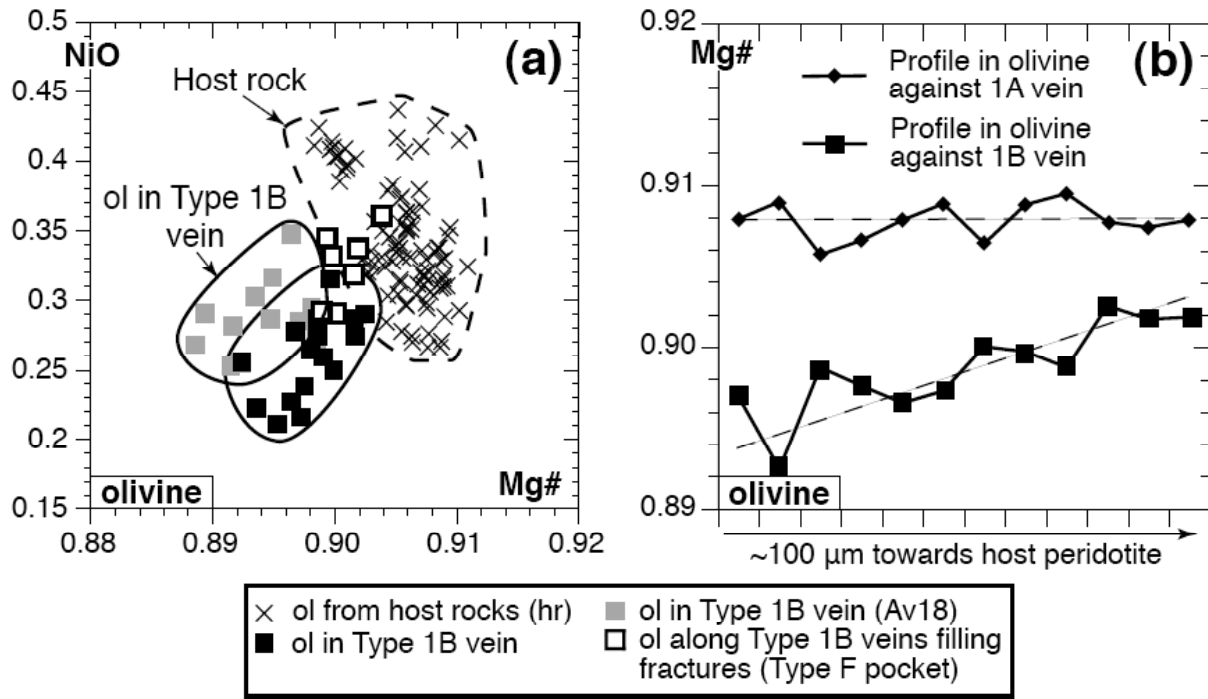 0.5
NiO
(a)
Host rock
0.45
0.4
ol in Type 1B
vein
0.35
0.3
0.25
0.2
olivine
Mg#
0.15
0.88
0.89
0.90
0.91
0.92
0.92
Mg#
(b)
Profile in olivine
against 1A vein
Profile in olivine
against 1B vein
0.91
0.90
olivine
0.89
~100 µm towards host peridotite
ol from host rocks (hr)
ol in Type 1B vein
ol in Type 1B vein (Av18)
ol along Type 1B veins filling
fractures (Type F pocket)